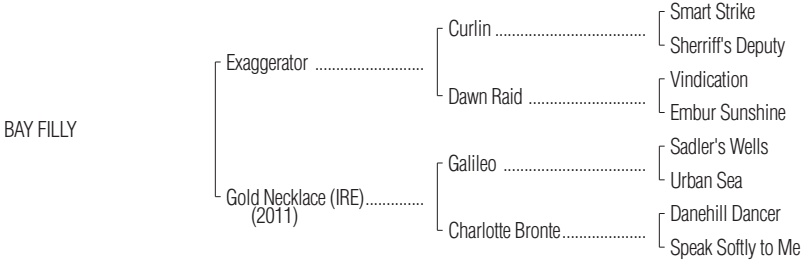 Smart Strike
Curlin ....................................
Sherriff's Deputy
Exaggerator ..........................
Vindication
Dawn Raid ............................
Embur Sunshine
BAY FILLY
Sadler's Wells
Galileo ..................................
Urban Sea
Gold Necklace (IRE)..............
(2011)
Danehill Dancer
Charlotte Bronte....................
Speak Softly to Me